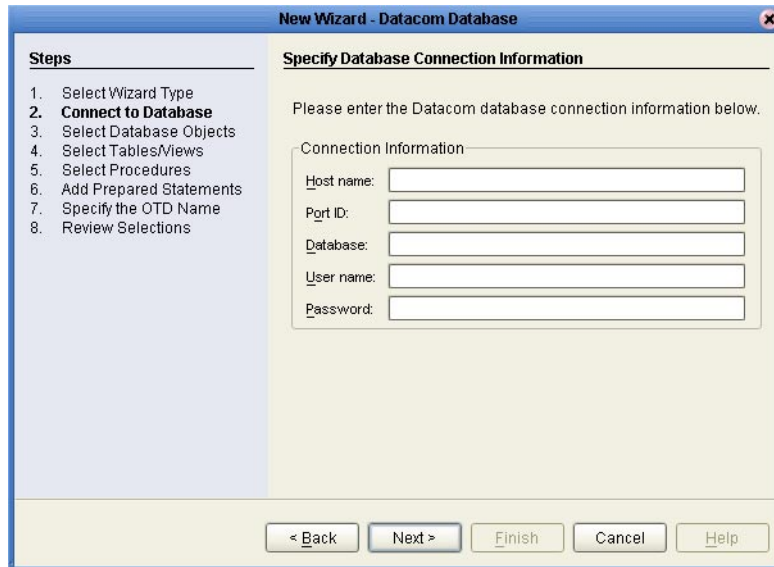 New Wizard - Datacom Database
Steps
1. Select Wizard Type
2. Connect to Database
3. Select Database Objects
4. Select Tables/Views
5. Select Procedures
6. Add Prepared Statements
7. Specify the OTD Name
8. Review Selections
Specify Database Connection Information
Please enter the Datacom database connection information below.
Connection Information
Host name:
Port ID:
Database:
User name:
Password:
< Back Next > Finish Cancel Help